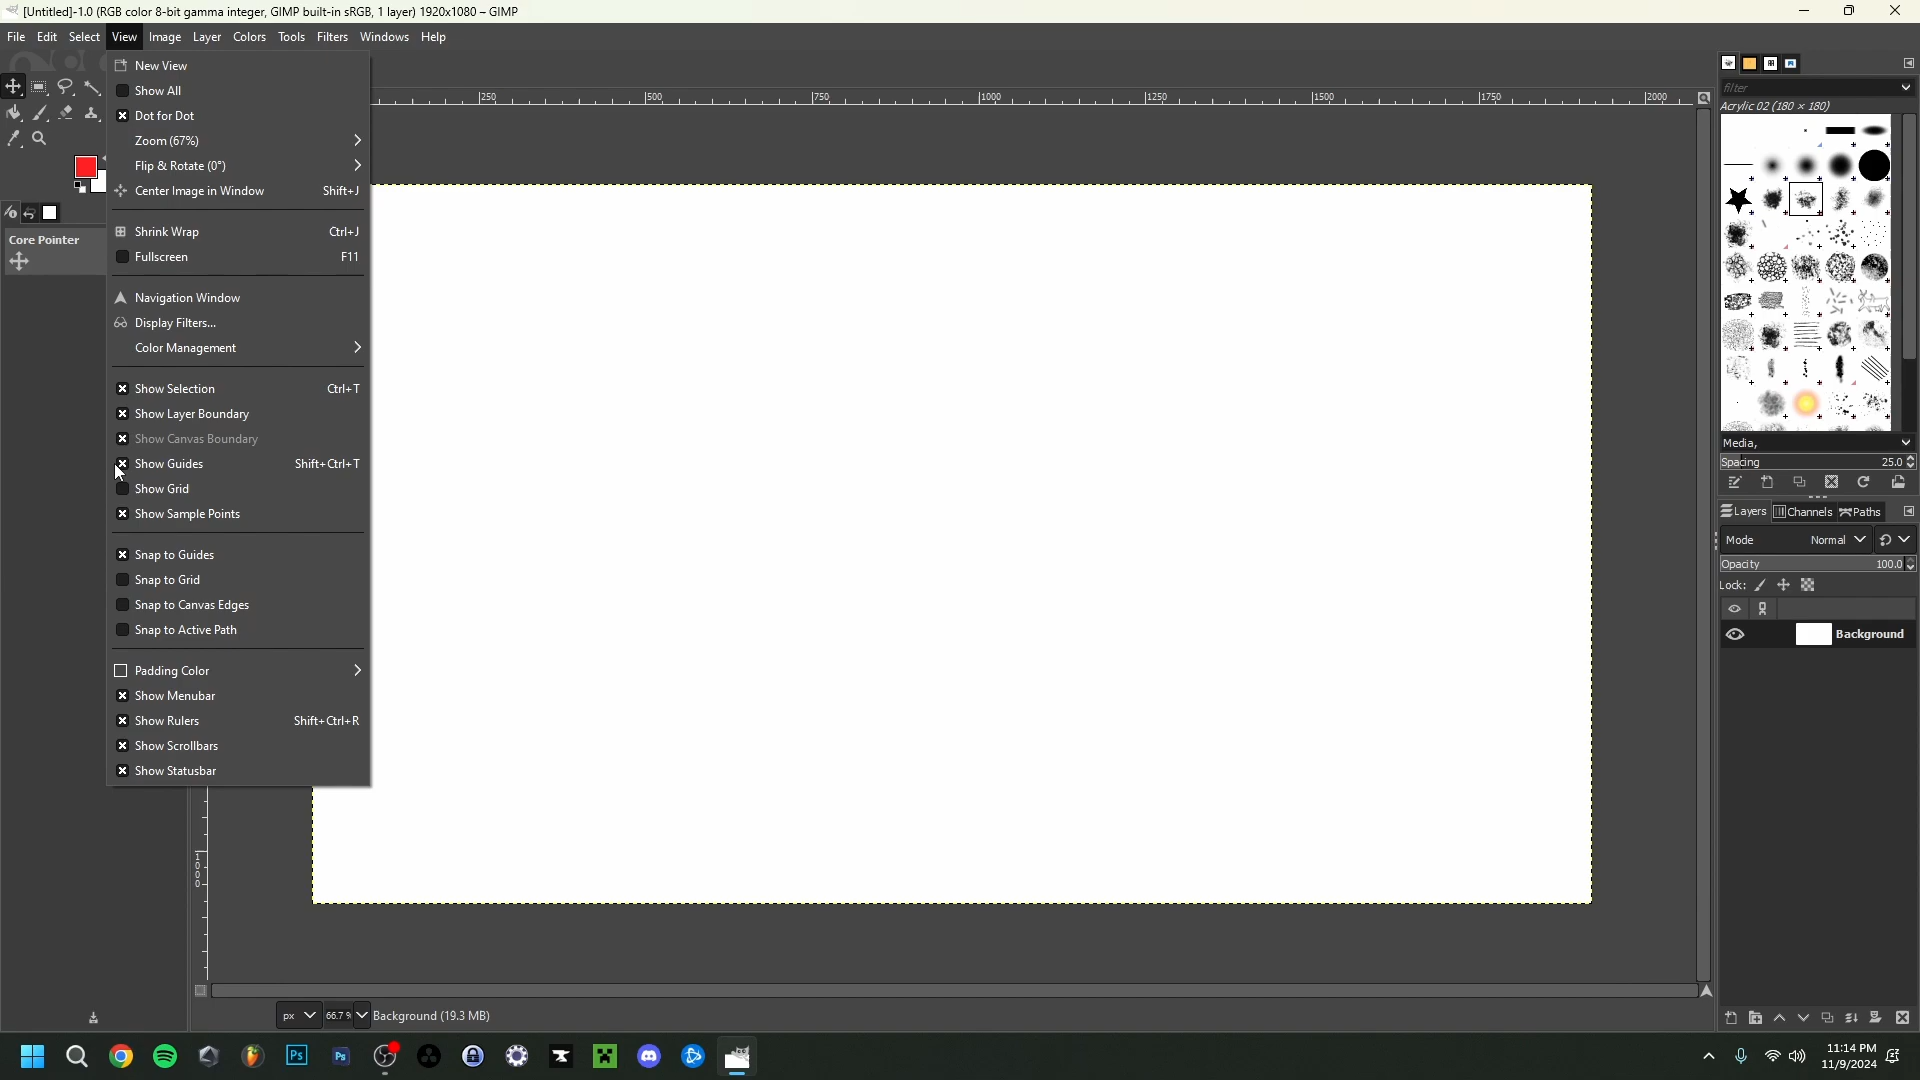 [Untitled]-1.0 (RGB color 8-bit gamma integer, GIMP built-in sRGB, 1 layer) 1920x1080 – GIMP
File Edit Select View Image Layer Colors Tools Filters Windows Help
New View
Show All
Dot for Dot
Zoom (67%)
Flip & Rotate (0°)
Center Image in Window Shift+J
Shrink Wrap Ctrl+J
Fullscreen F11
Navigation Window
Display Filters...
Color Management
Show Selection Ctrl+T
Show Layer Boundary
Show Canvas Boundary
Show Guides Shift+Ctrl+T
Show Grid
Show Sample Points
Snap to Guides
Snap to Grid
Snap to Canvas Edges
Snap to Active Path
Padding Color
Show Menubar
Show Rulers Shift+Ctrl+R
Show Scrollbars
Show Statusbar
Core Pointer
250 500 750 1000 1250 1500 1750 2000
1000
px 66.7 % Background (19.3 MB)
filter
Acrylic 02 (180 × 180)
Media,
Spacing 25.0
Layers Channels Paths
Mode Normal
Opacity 100.0
Lock:
Background
Ps Ps
11:14 PM
11/9/2024